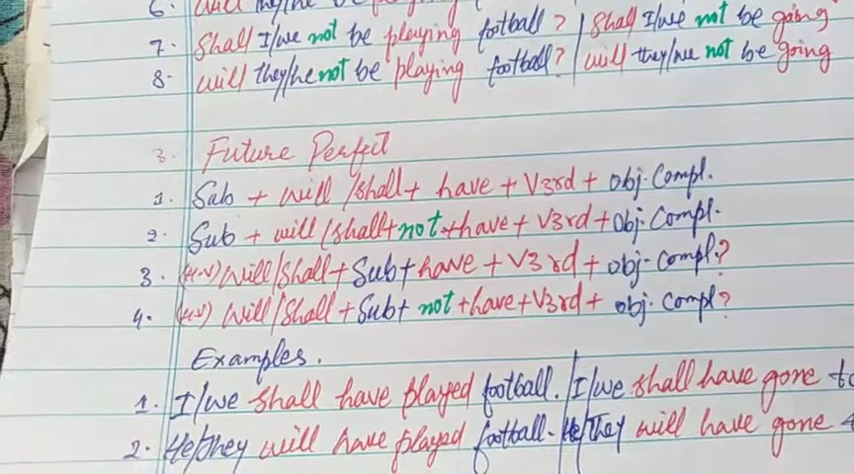 6. will
7. Shall I/we not be playing football? | Shall I/we not be going
8. will they/he not be playing football? | will they/he not be going
3. Future Perfect
1. Sub + will /shall + have + V3rd + obj. Compl.
2. Sub + will /shall + not + have + V3rd + Obj. Compl.
3. (H.V) Will/Shall + Sub + have + V3rd + obj. compl.?
4. (H.V) Will/Shall + Sub + not + have + V3rd + obj. Compl?
Examples.
1. I/we shall have played football. | I/we shall have gone to
2. He/they will have played football. | He/They will have gone